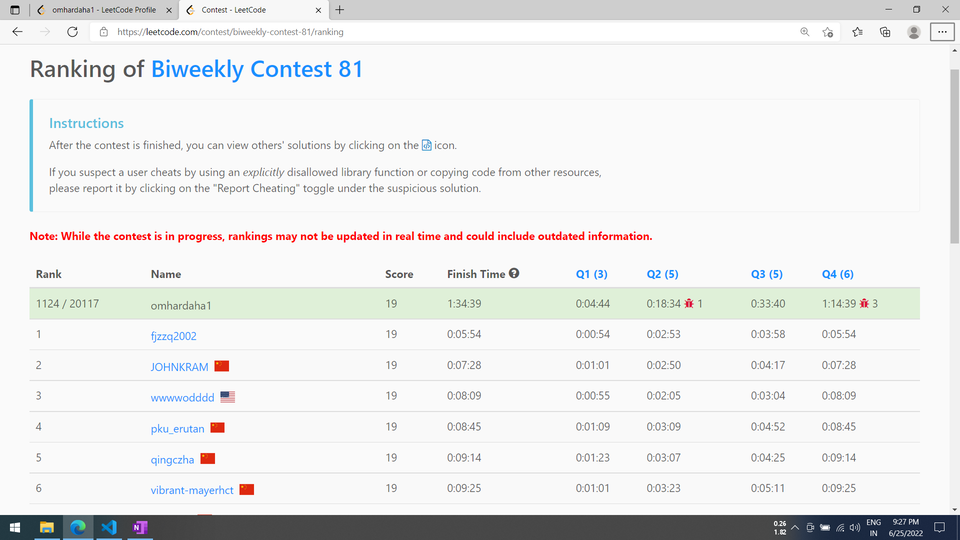 omhardaha1 - LeetCode Profile
Contest - LeetCode
https://leetcode.com/contest/biweekly-contest-81/ranking
Ranking of Biweekly Contest 81
Instructions
After the contest is finished, you can view others' solutions by clicking on the icon.
If you suspect a user cheats by using an explicitly disallowed library function or copying code from other resources,
please report it by clicking on the "Report Cheating" toggle under the suspicious solution.
Note: While the contest is in progress, rankings may not be updated in real time and could include outdated information.
Rank Name Score Finish Time Q1 (3) Q2 (5) Q3 (5) Q4 (6)
1124 / 20117 omhardaha1 19 1:34:39 0:04:44 0:18:34 1 0:33:40 1:14:39 3
1 fjzzq2002 19 0:05:54 0:00:54 0:02:53 0:03:58 0:05:54
2 JOHNKRAM 19 0:07:28 0:01:01 0:02:50 0:04:17 0:07:28
3 wwwwodddd 19 0:08:09 0:00:55 0:02:05 0:03:04 0:08:09
4 pku_erutan 19 0:08:45 0:01:09 0:03:09 0:04:52 0:08:45
5 qingczha 19 0:09:14 0:01:23 0:03:07 0:04:25 0:09:14
6 vibrant-mayerhct 19 0:09:25 0:01:01 0:03:23 0:05:11 0:09:25
0.26
1.82
ENG
IN
9:27 PM
6/25/2022